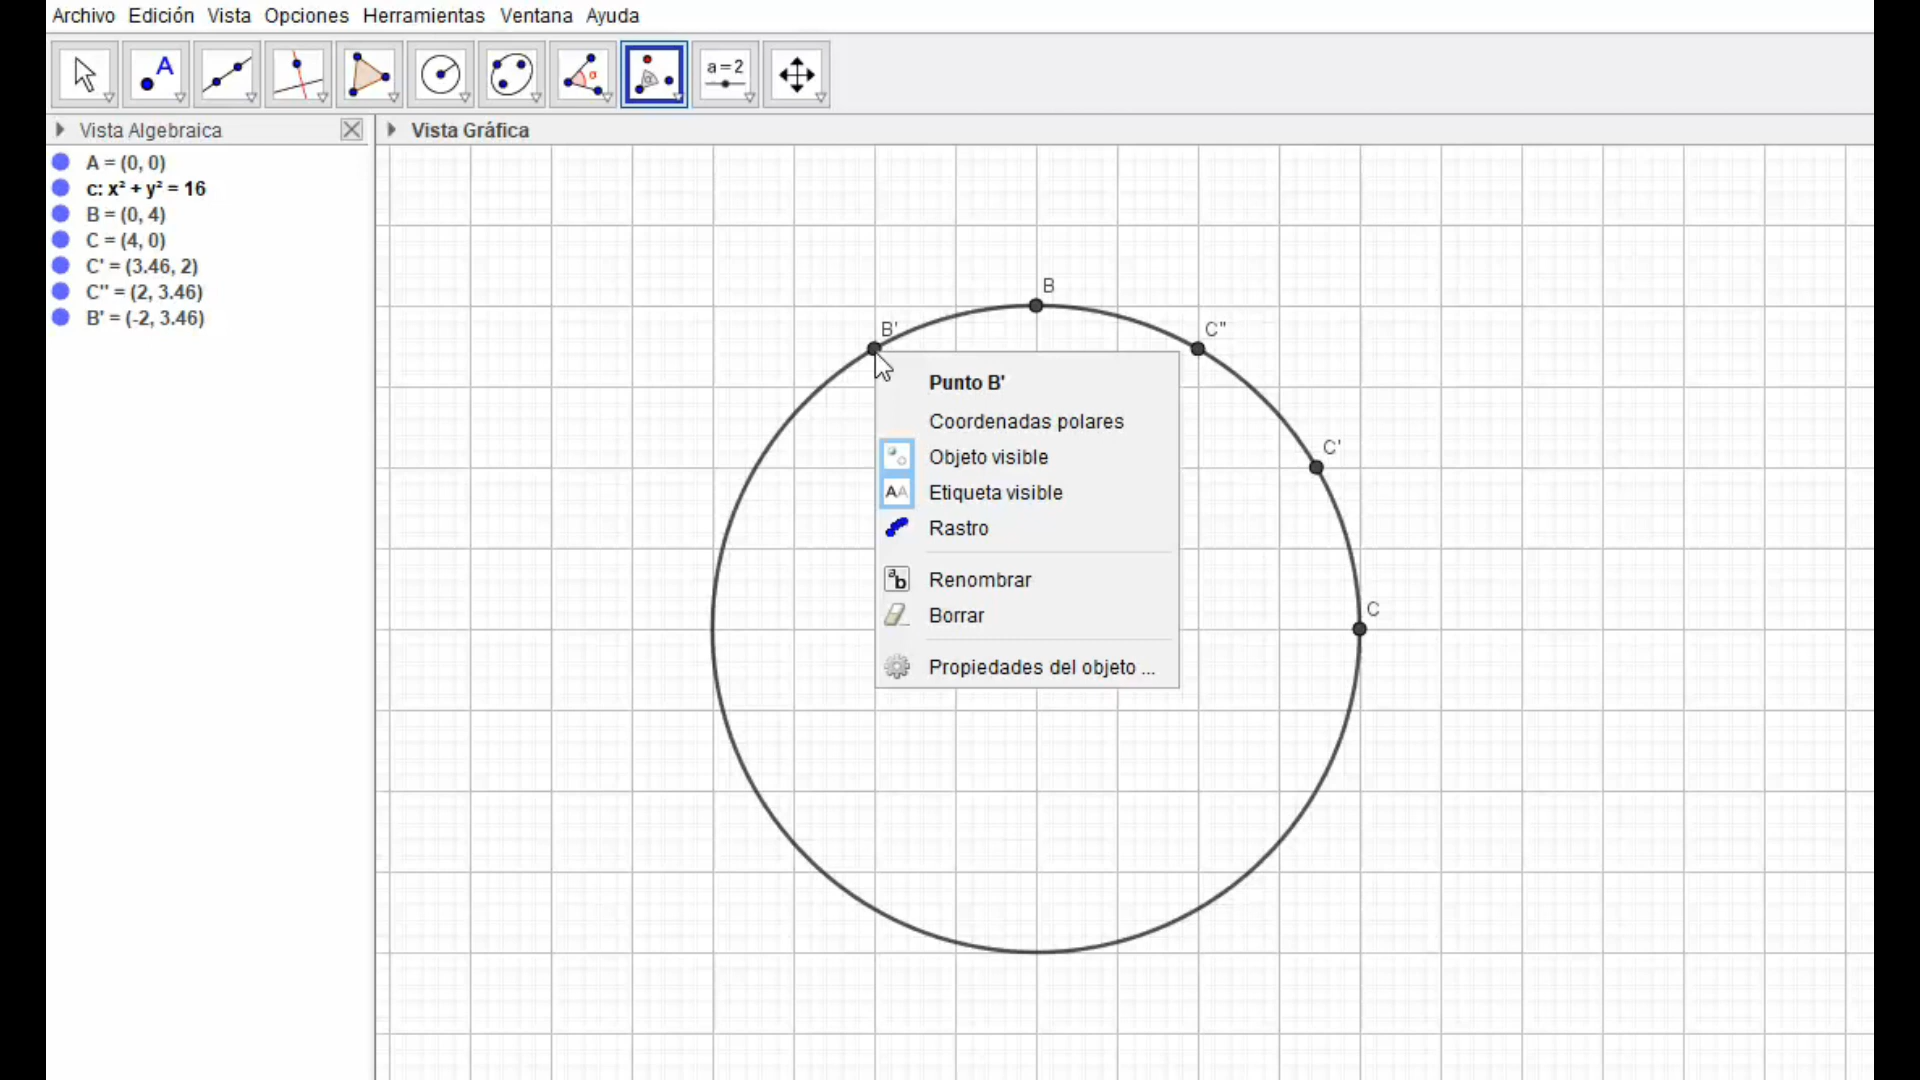 Archivo Edición Vista Opciones Herramientas Ventana Ayuda
A α α a=2
Vista Algebraica
Vista Gráfica
A = (0, 0)
c: x² + y² = 16
B = (0, 4)
C = (4, 0)
C' = (3.46, 2)
C'' = (2, 3.46)
B' = (-2, 3.46)
B
B'
C''
C'
C
Punto B'
Coordenadas polares
Objeto visible
AA Etiqueta visible
Rastro
ab Renombrar
Borrar
Propiedades del objeto ...